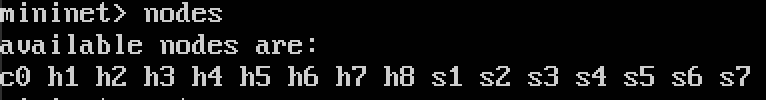 mininet> nodes
available nodes are:
c0 h1 h2 h3 h4 h5 h6 h7 h8 s1 s2 s3 s4 s5 s6 s7